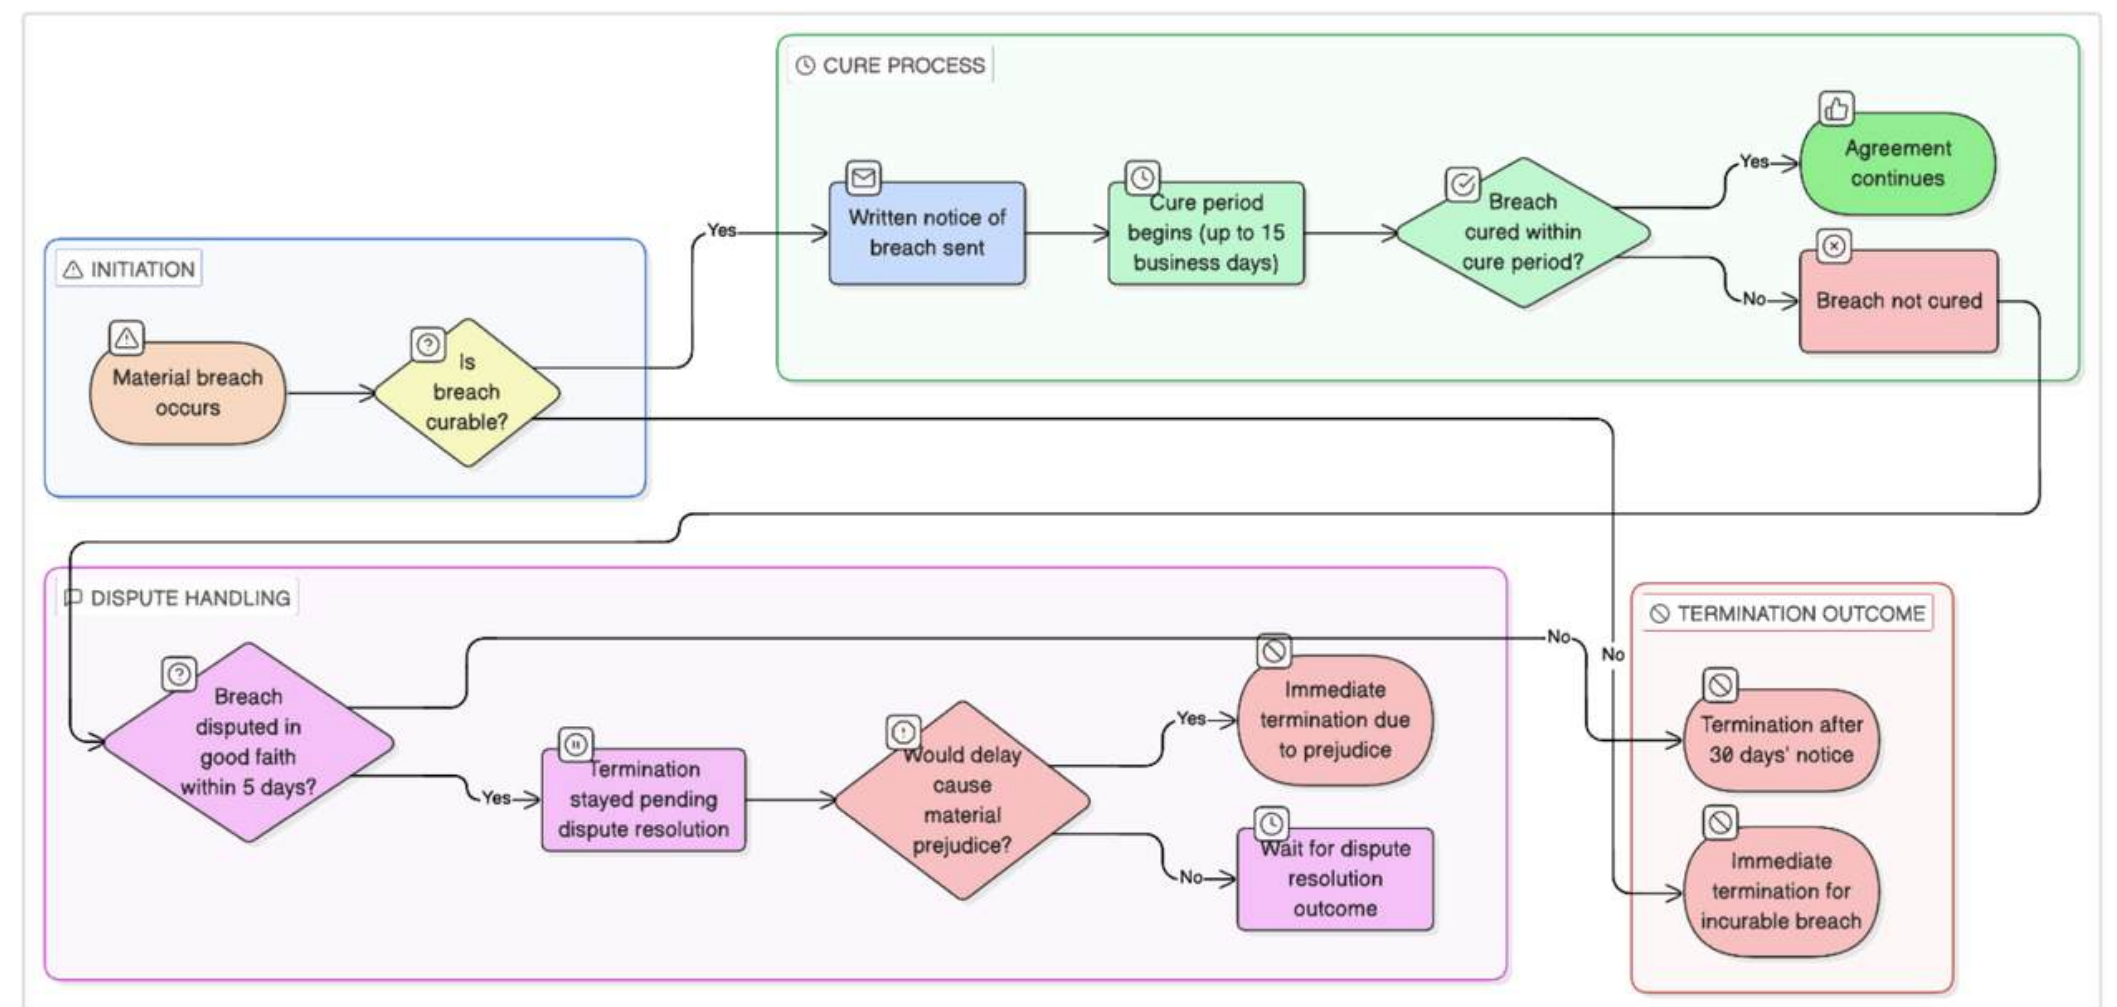 CURE PROCESS
Agreement
continues
Yes
Written notice of
breach sent
Cure period
begins (up to 15
business days)
Breach
cured within
cure period?
Yes
No
Breach not cured
INITIATION
Material breach
occurs
Is
breach
curable?
DISPUTE HANDLING
Breach
disputed in
good faith
within 5 days?
No
No
Yes
Termination
stayed pending
dispute resolution
Would delay
cause
material
prejudice?
Yes
Immediate
termination due
to prejudice
No
Wait for dispute
resolution
outcome
TERMINATION OUTCOME
Termination after
30 days' notice
Immediate
termination for
incurable breach